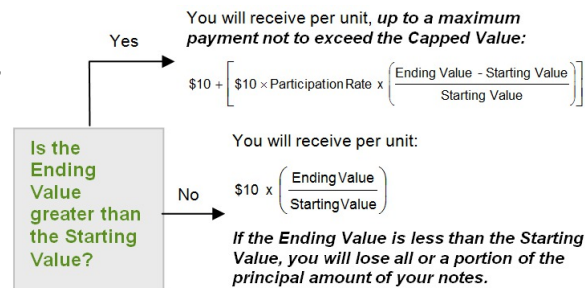 You will receive per unit, up to a maximum
payment not to exceed the Capped Value:
Yes
$10 + [ $10 × Participation Rate x ( Ending Value - Starting Value / Starting Value ) ]
Is the
Ending
Value
greater than
the Starting
Value?
No
You will receive per unit:
$10 x ( Ending Value / Starting Value )
If the Ending Value is less than the Starting
Value, you will lose all or a portion of the
principal amount of your notes.